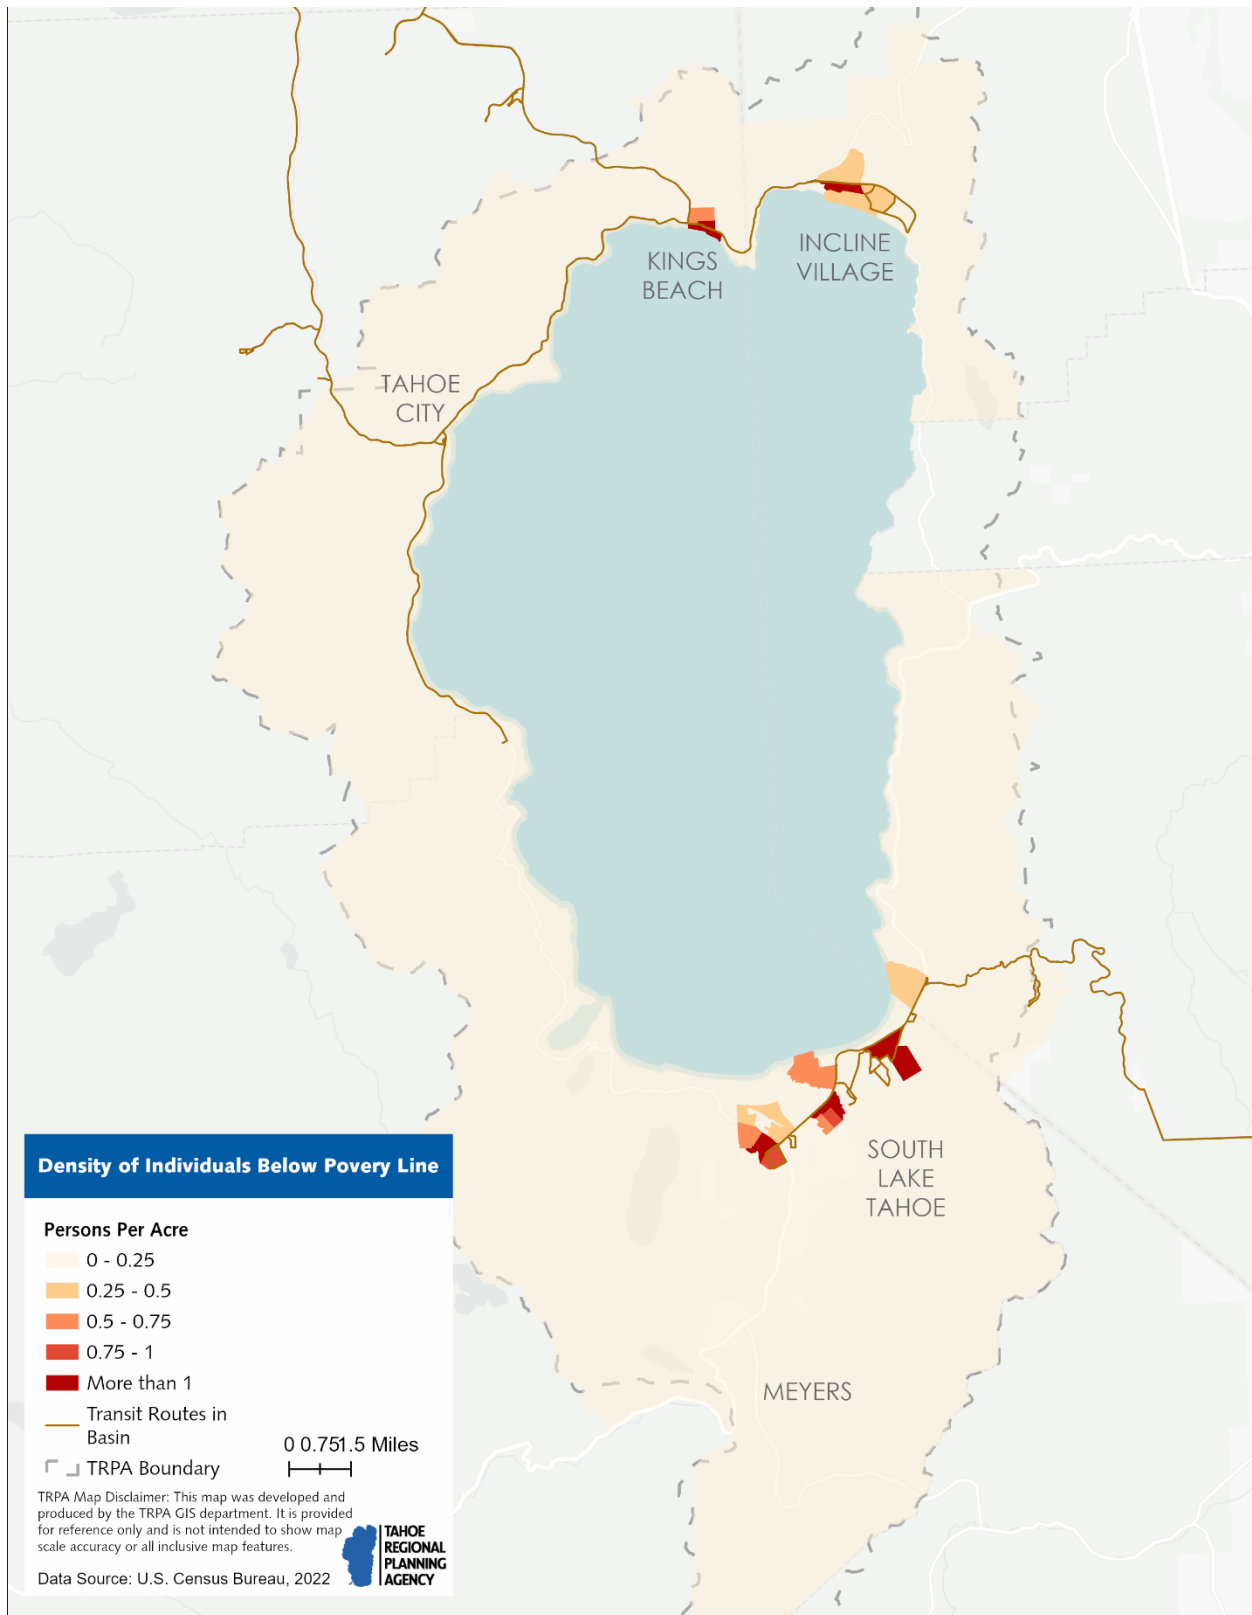 INCLINE
VILLAGE
KINGS
BEACH
TAHOE
CITY
SOUTH
LAKE
TAHOE
MEYERS
Density of Individuals Below Povery Line
Persons Per Acre
0 - 0.25
0.25 - 0.5
0.5 - 0.75
0.75 - 1
More than 1
Transit Routes in
Basin
0 0.751.5 Miles
TRPA Boundary
TRPA Map Disclaimer: This map was developed and
produced by the TRPA GIS department. It is provided
for reference only and is not intended to show map
scale accuracy or all inclusive map features.
Data Source: U.S. Census Bureau, 2022
TAHOE
REGIONAL
PLANNING
AGENCY